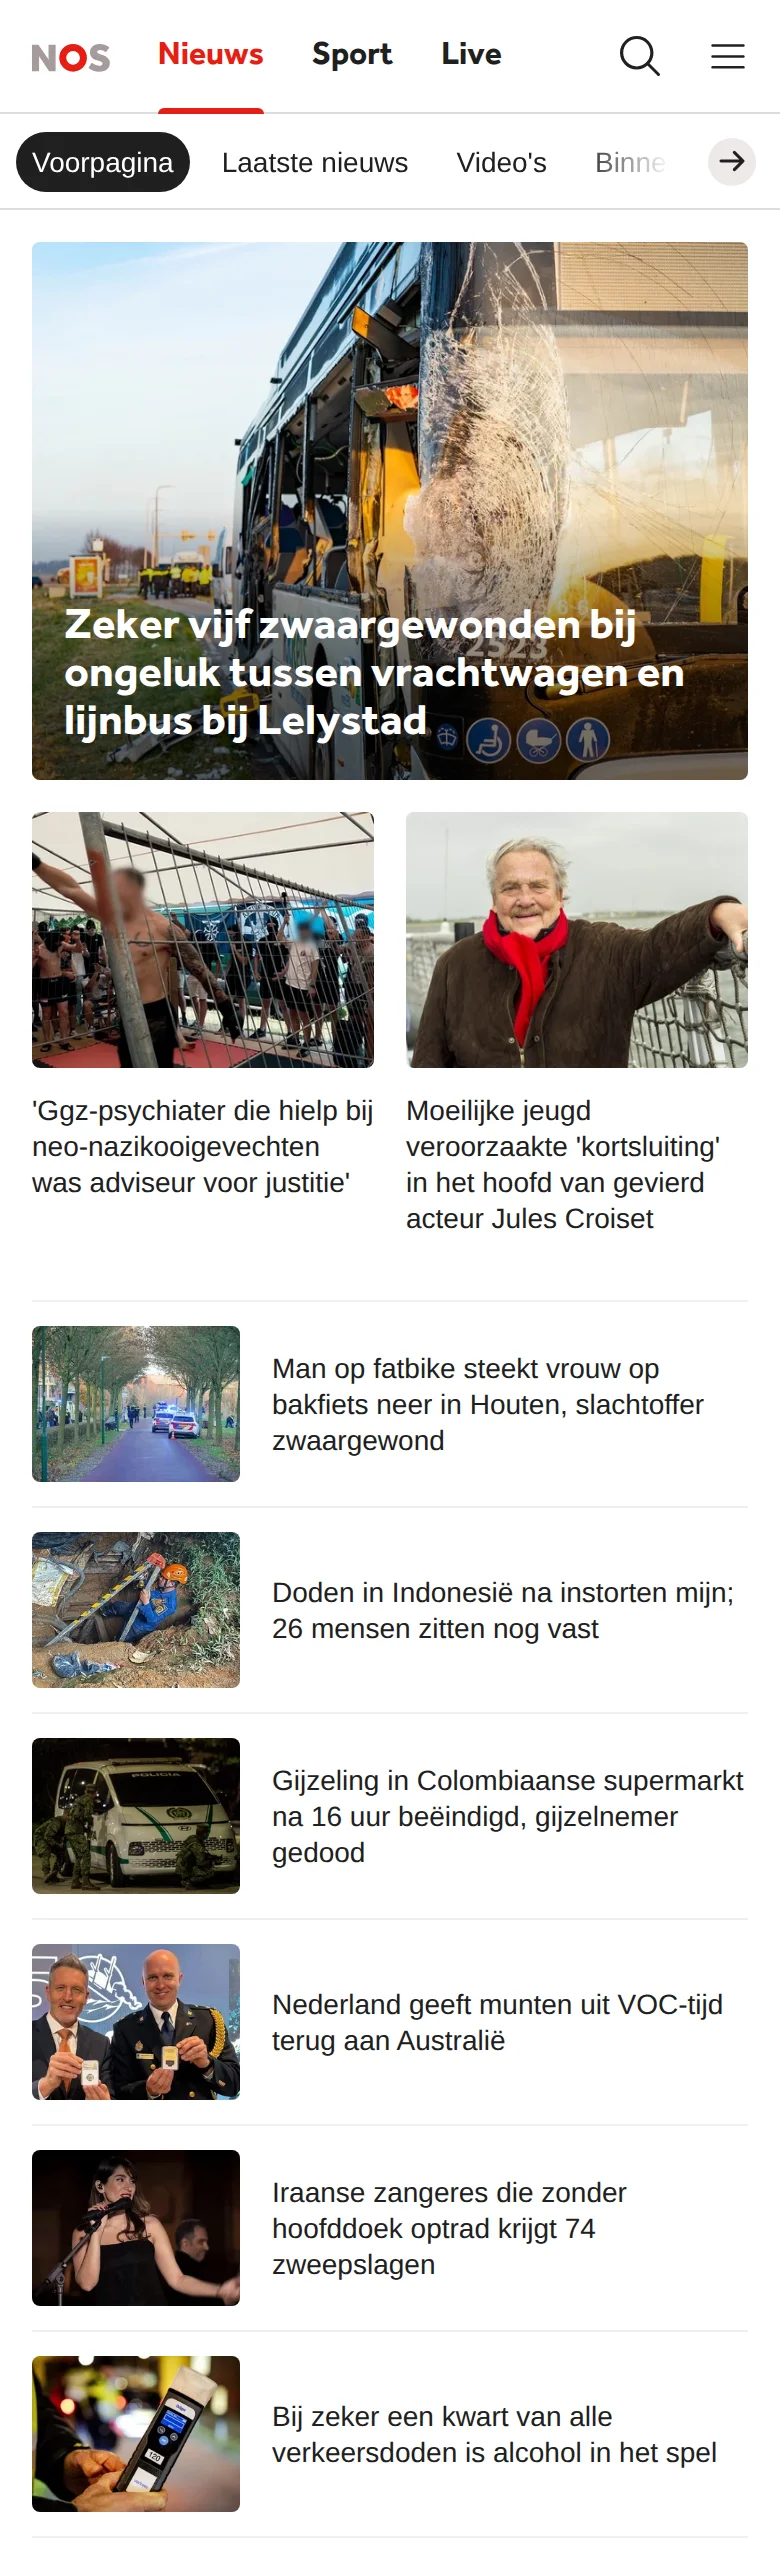 NOS Nieuws Sport Live
Voorpagina Laatste nieuws Video's Binne
Zeker vijf zwaargewonden bij
ongeluk tussen vrachtwagen en
lijnbus bij Lelystad
'Ggz-psychiater die hielp bij
neo-nazikooigevechten
was adviseur voor justitie'
Moeilijke jeugd
veroorzaakte 'kortsluiting'
in het hoofd van gevierd
acteur Jules Croiset
Man op fatbike steekt vrouw op
bakfiets neer in Houten, slachtoffer
zwaargewond
Doden in Indonesië na instorten mijn;
26 mensen zitten nog vast
POLICIA
Gijzeling in Colombiaanse supermarkt
na 16 uur beëindigd, gijzelnemer
gedood
Nederland geeft munten uit VOC-tijd
terug aan Australië
Iraanse zangeres die zonder
hoofddoek optrad krijgt 74
zweepslagen
120
Bij zeker een kwart van alle
verkeersdoden is alcohol in het spel